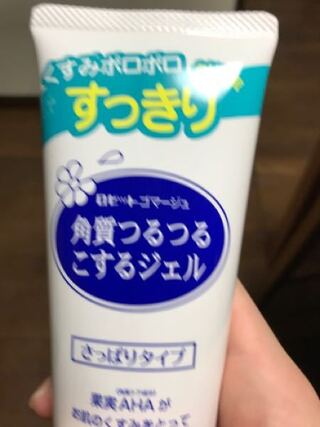 くすみポロポロ
すっきり
ロゼット ゴマージュ
角質つるつる
こするジェル
さっぱりタイプ
果実AHAが
お肌のくすみをとって